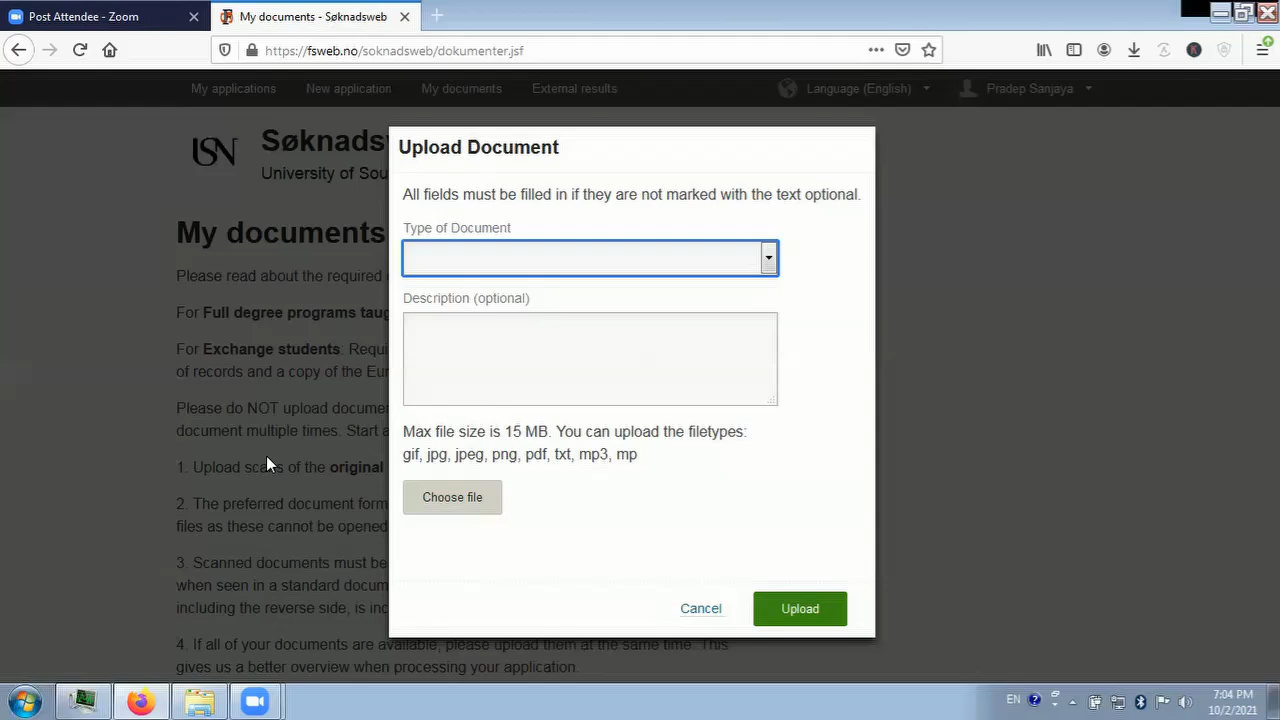 Post Attendee - Zoom
My documents - Søknadsweb
https://fsweb.no/soknadsweb/dokumenter.jsf
My applications New application My documents External results Language (English) Pradep Sanjaya
USN
Søknads
University of Sou
My documents
Please read about the required
For Full degree programs taug
For Exchange students: Requi
of records and a copy of the Eur
Please do NOT upload documen
document multiple times. Start a
1. Upload scans of the original
2. The preferred document form
files as these cannot be opened
3. Scanned documents must be
when seen in a standard docum
including the reverse side, is inc
4. If all of your documents are available, please upload them at the same time. This
gives us a better overview when processing your application.
Upload Document
All fields must be filled in if they are not marked with the text optional.
Type of Document
Description (optional)
Max file size is 15 MB. You can upload the filetypes:
gif, jpg, jpeg, png, pdf, txt, mp3, mp
Choose file
Cancel Upload
EN
7:04 PM
10/2/2021